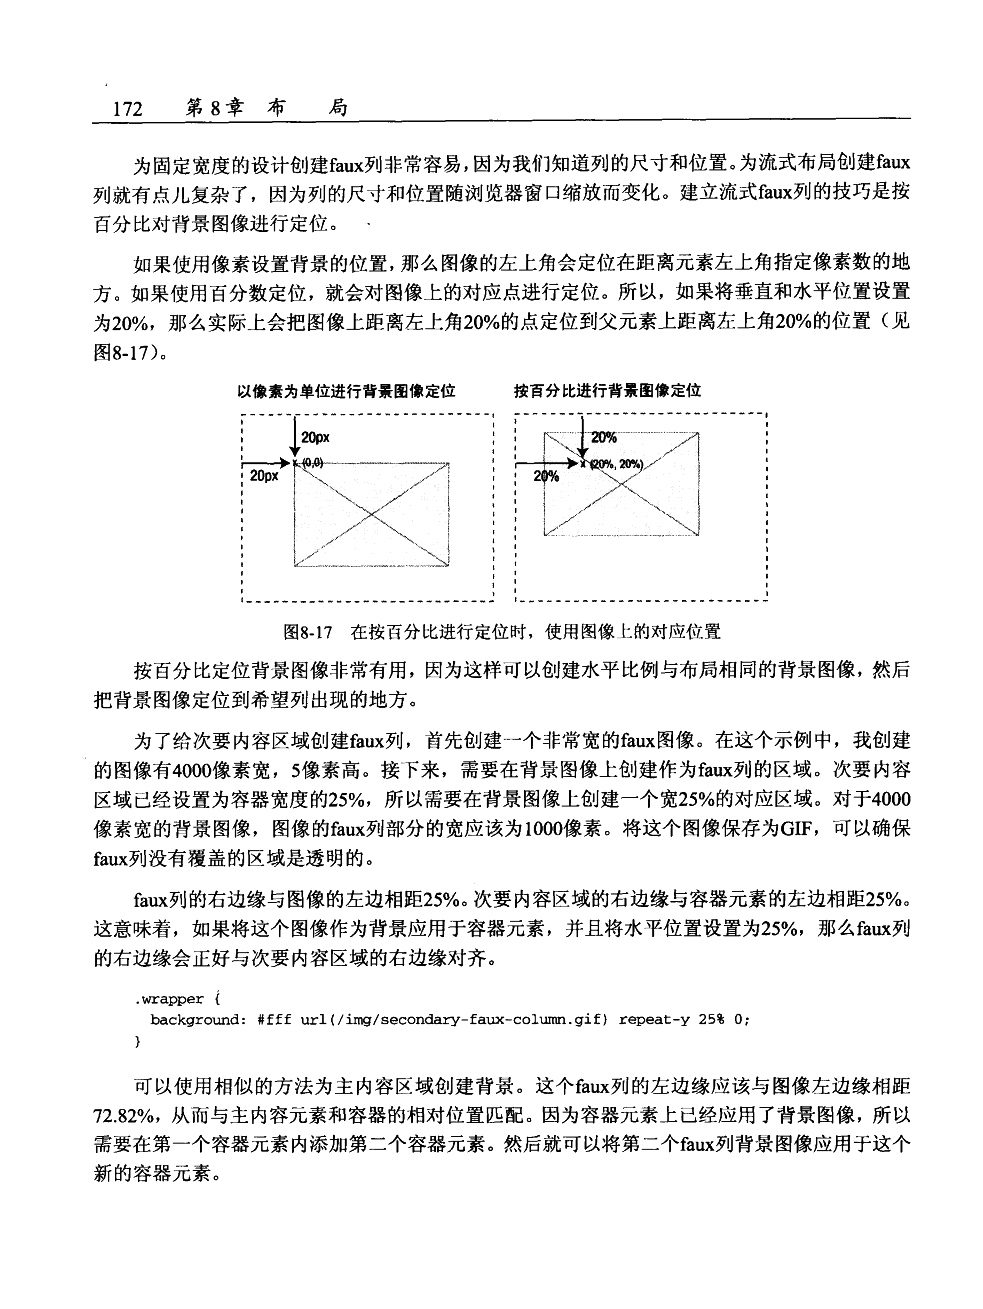 172 第8章 布 局
为固定宽度的设计创建faux列非常容易,因为我们知道列的尺寸和位置。为流式布局创建faux
列就有点儿复杂了，因为列的尺寸和位置随浏览器窗口缩放而变化。建立流式faux列的技巧是按
百分比对背景图像进行定位。
如果使用像素设置背景的位置,那么图像的左上角会定位在距离元素左上角指定像素数的地
方。如果使用百分数定位，就会对图像上的对应点进行定位。所以，如果将垂直和水平位置设置
为20%，那么实际上会把图像上距离左上角20%的点定位到父元素上距离左上角20%的位置（见
图8-17）。
以像素为单位进行背景图像定位
20px
(0,0)
20px
按百分比进行背景图像定位
20%
(20%, 20%)
20%
图8-17 在按百分比进行定位时，使用图像上的对应位置
按百分比定位背景图像非常有用，因为这样可以创建水平比例与布局相同的背景图像，然后
把背景图像定位到希望列出现的地方。
为了给次要内容区域创建faux列，首先创建一个非常宽的faux图像。在这个示例中，我创建
的图像有4000像素宽，5像素高。接下来，需要在背景图像上创建作为faux列的区域。次要内容
区域已经设置为容器宽度的25%，所以需要在背景图像上创建一个宽25%的对应区域。对于4000
像素宽的背景图像，图像的faux列部分的宽应该为1000像素。将这个图像保存为GIF，可以确保
faux列没有覆盖的区域是透明的。
faux列的右边缘与图像的左边相距25%。次要内容区域的右边缘与容器元素的左边相距25%。
这意味着，如果将这个图像作为背景应用于容器元素，并且将水平位置设置为25%，那么faux列
的右边缘会正好与次要内容区域的右边缘对齐。
.wrapper {
background: #fff url(/img/secondary-faux-column.gif) repeat-y 25% 0;
}
可以使用相似的方法为主内容区域创建背景。这个faux列的左边缘应该与图像左边缘相距
72.82%，从而与主内容元素和容器的相对位置匹配。因为容器元素上已经应用了背景图像，所以
需要在第一个容器元素内添加第二个容器元素。然后就可以将第二个faux列背景图像应用于这个
新的容器元素。